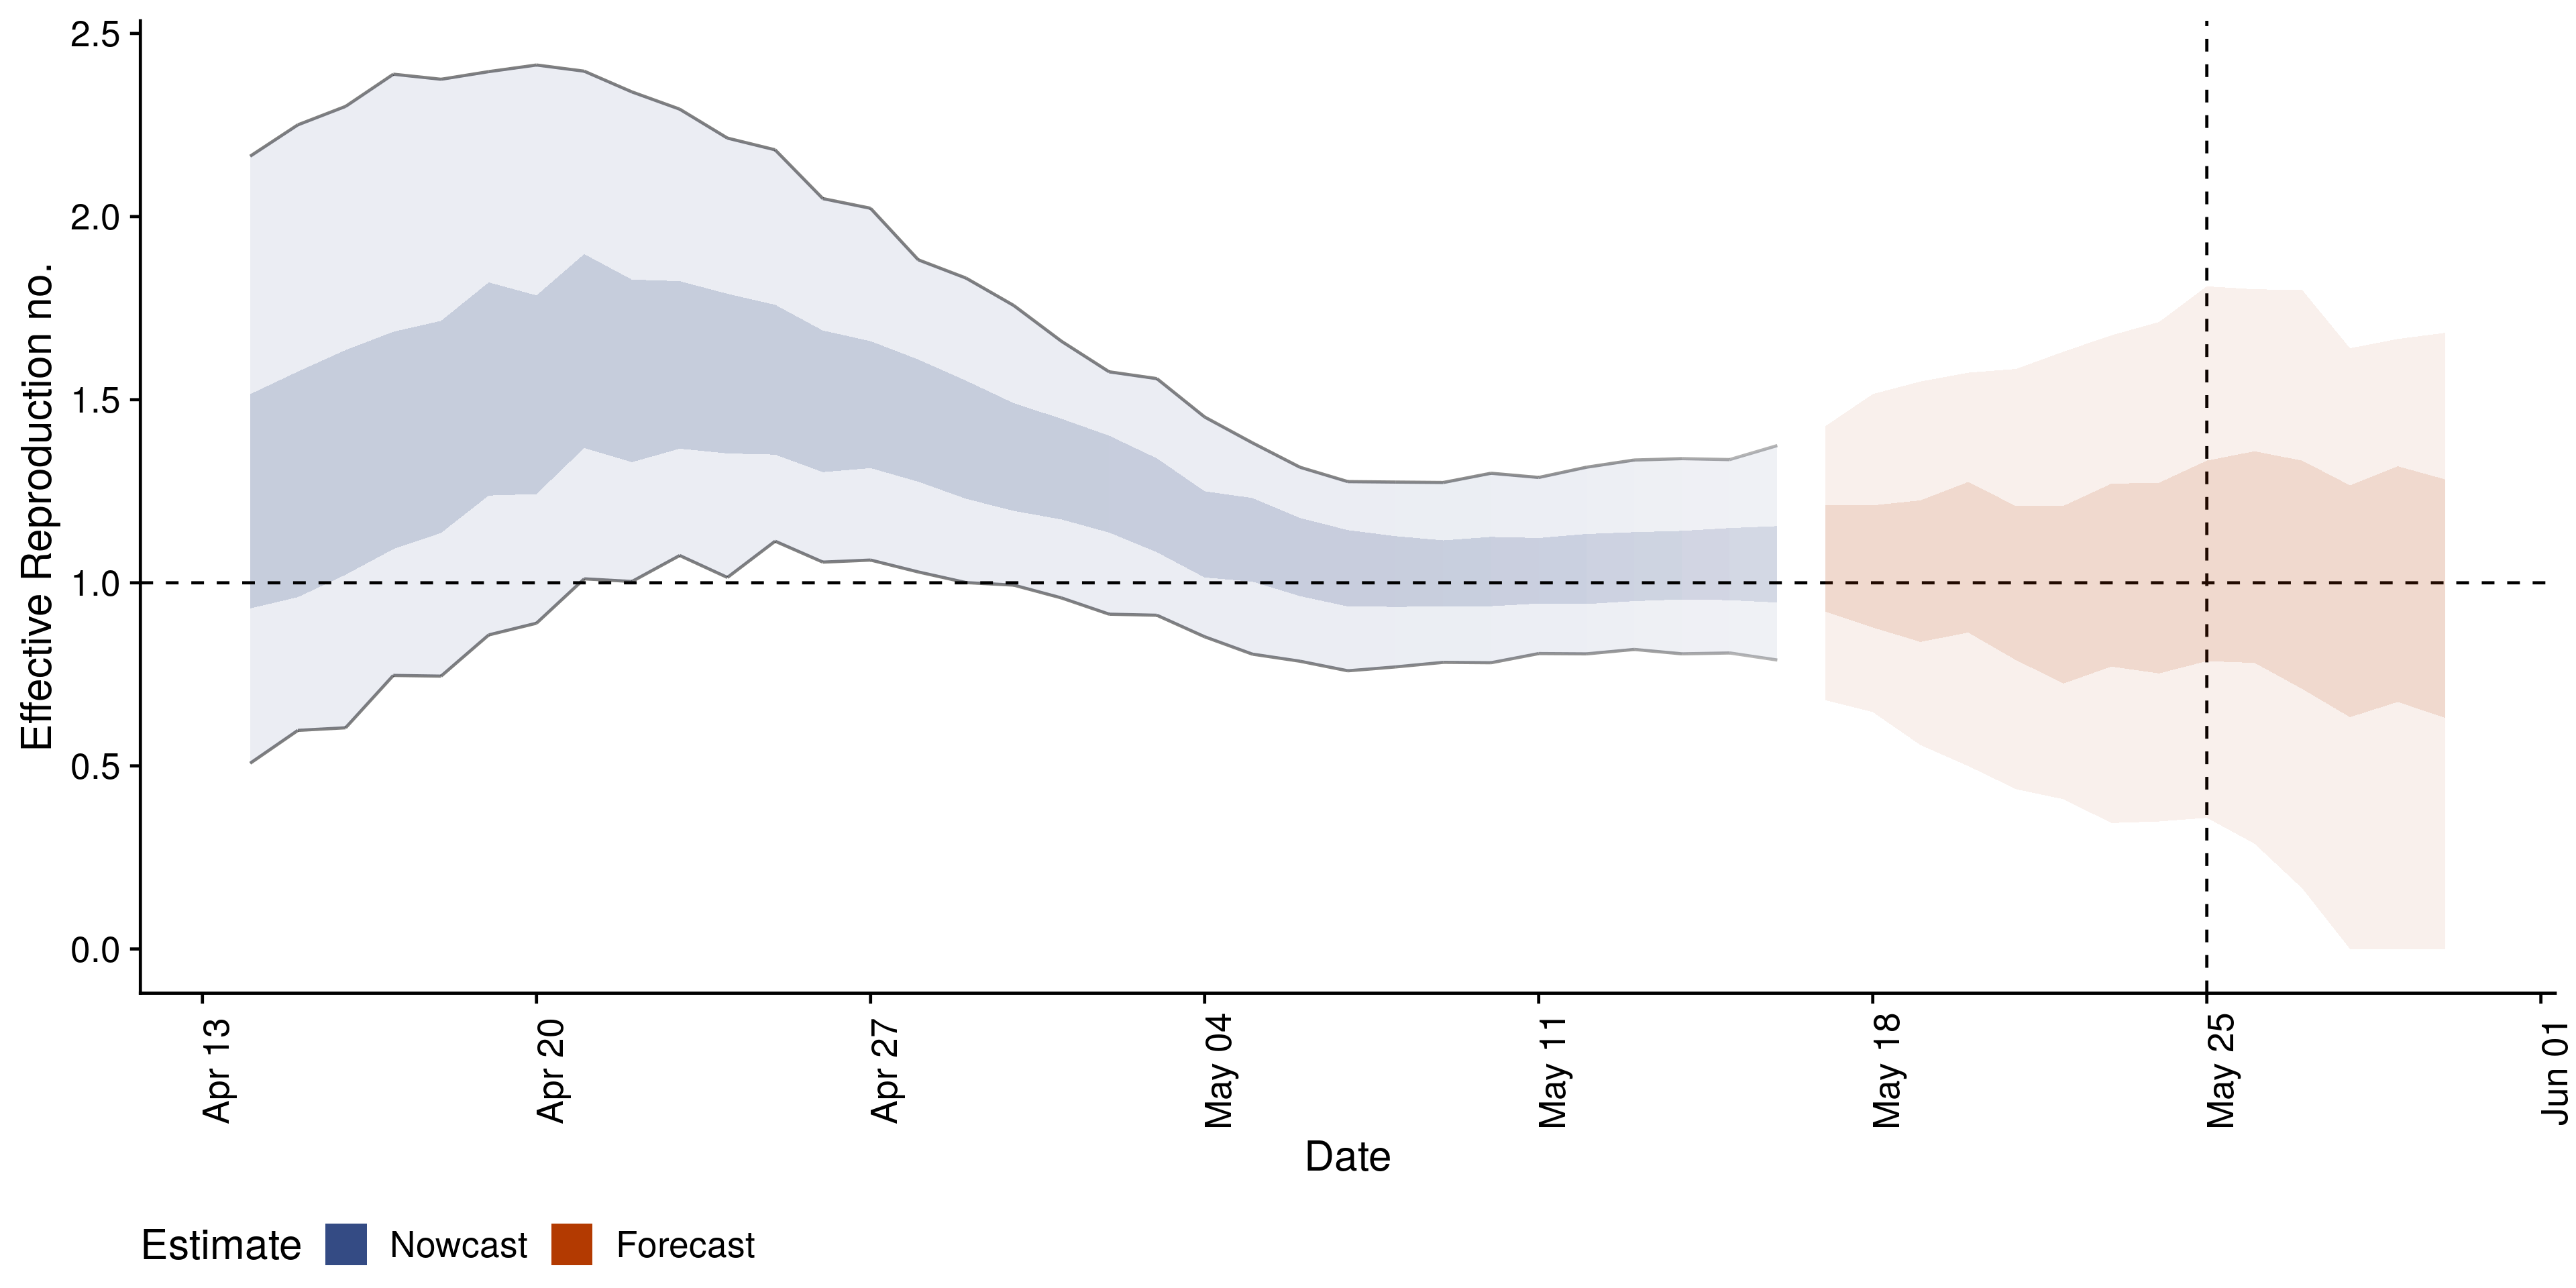 Effective Reproduction no.
2.5
2.0
1.5
1.0
0.5
0.0
Apr 13
Apr 20
Apr 27
May 04
May 11
May 18
May 25
Jun 01
Date
Estimate Nowcast Forecast